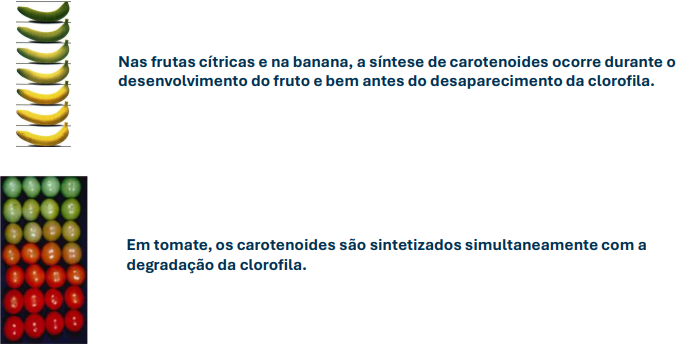 Nas frutas cítricas e na banana, a síntese de carotenoides ocorre durante o
desenvolvimento do fruto e bem antes do desaparecimento da clorofila.
Em tomate, os carotenoides são sintetizados simultaneamente com a
degradação da clorofila.